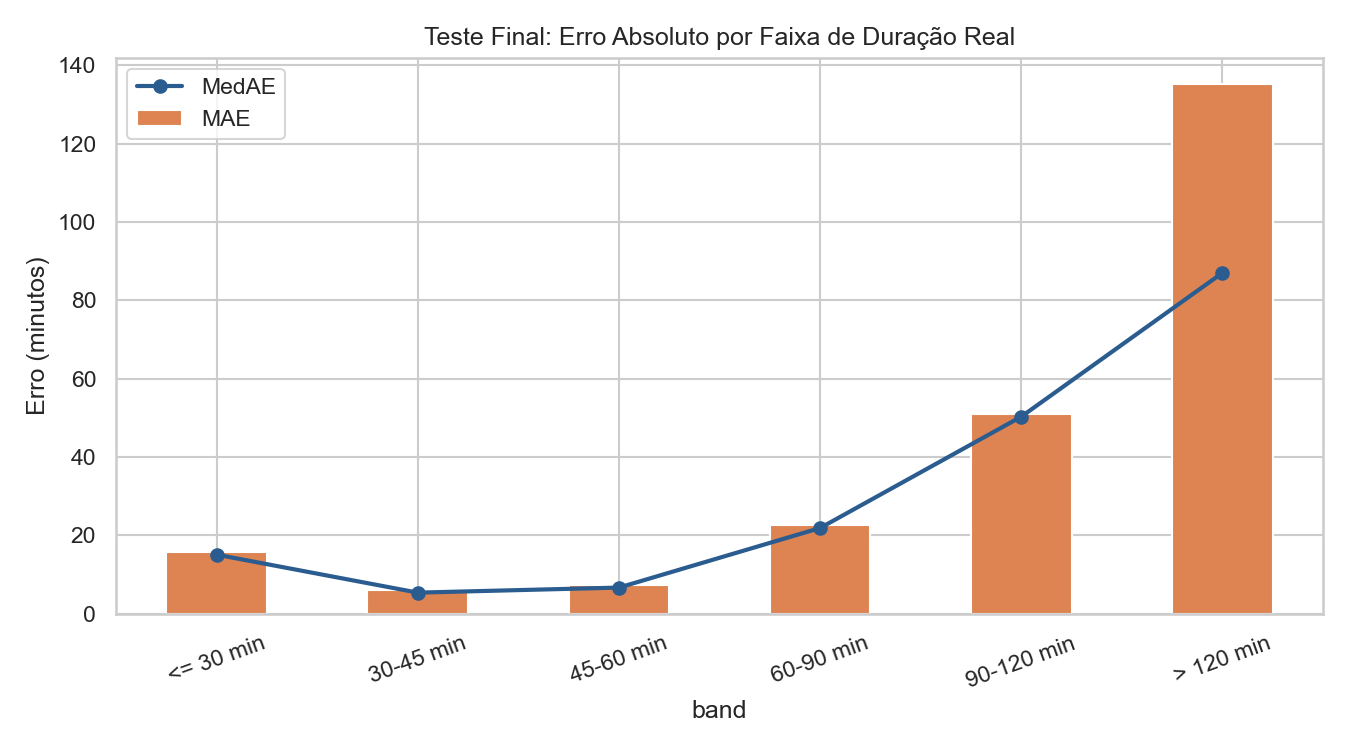 Teste Final: Erro Absoluto por Faixa de Duração Real
MedAE
MAE
Erro (minutos)
140
120
100
80
60
40
20
0
<= 30 min
30-45 min
45-60 min
60-90 min
90-120 min
> 120 min
band